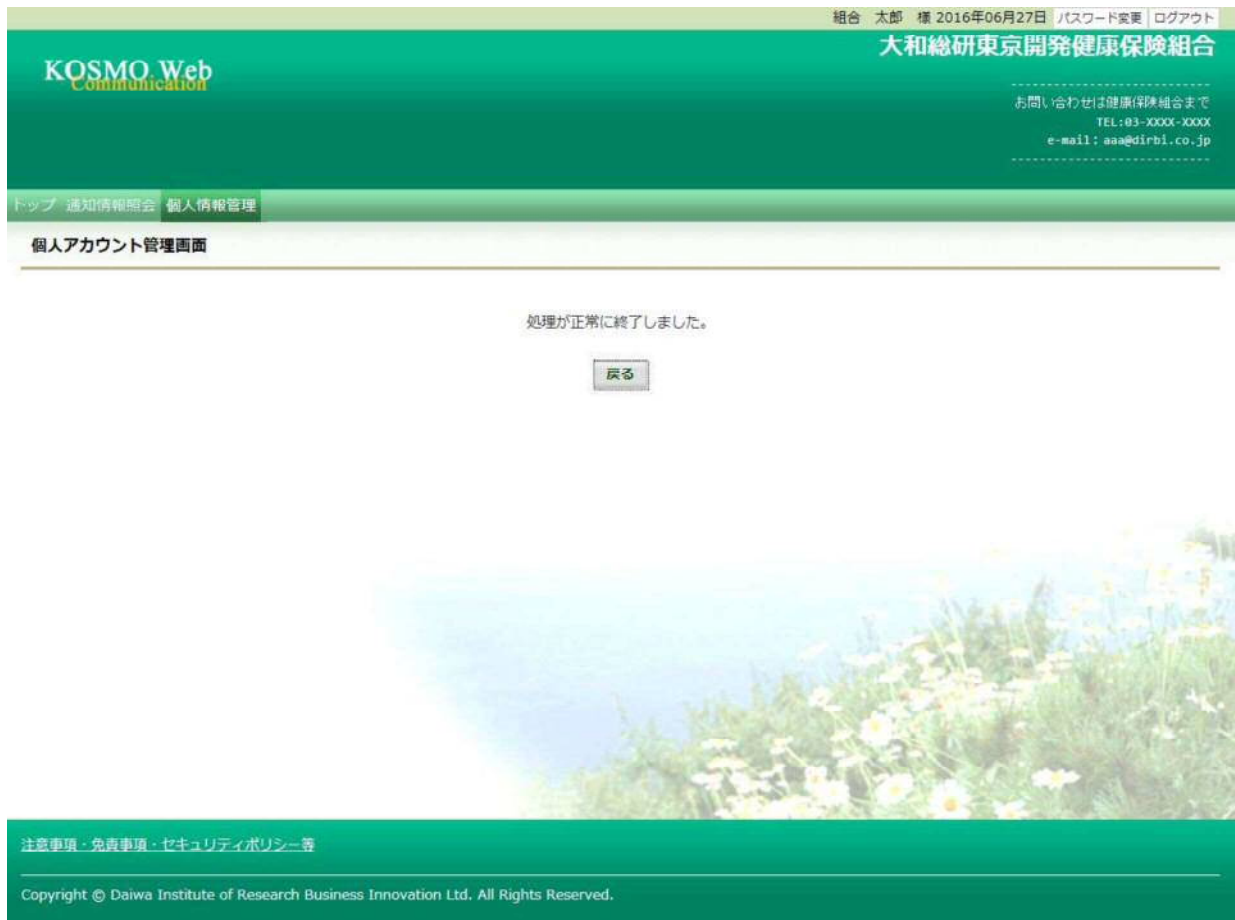 組合 太郎 様 2016年06月27日 パスワード変更 ログアウト
KOSMO Web
Communication
大和総研東京開発健康保険組合
お問い合わせは健康保険組合まで
TEL:03-XXXX-XXXX
e-mail：aaa@dirbi.co.jp
トップ 通知情報照会 個人情報管理
個人アカウント管理画面
処理が正常に終了しました。
戻る
注意事項・免責事項・セキュリティポリシー等
Copyright © Daiwa Institute of Research Business Innovation Ltd. All Rights Reserved.